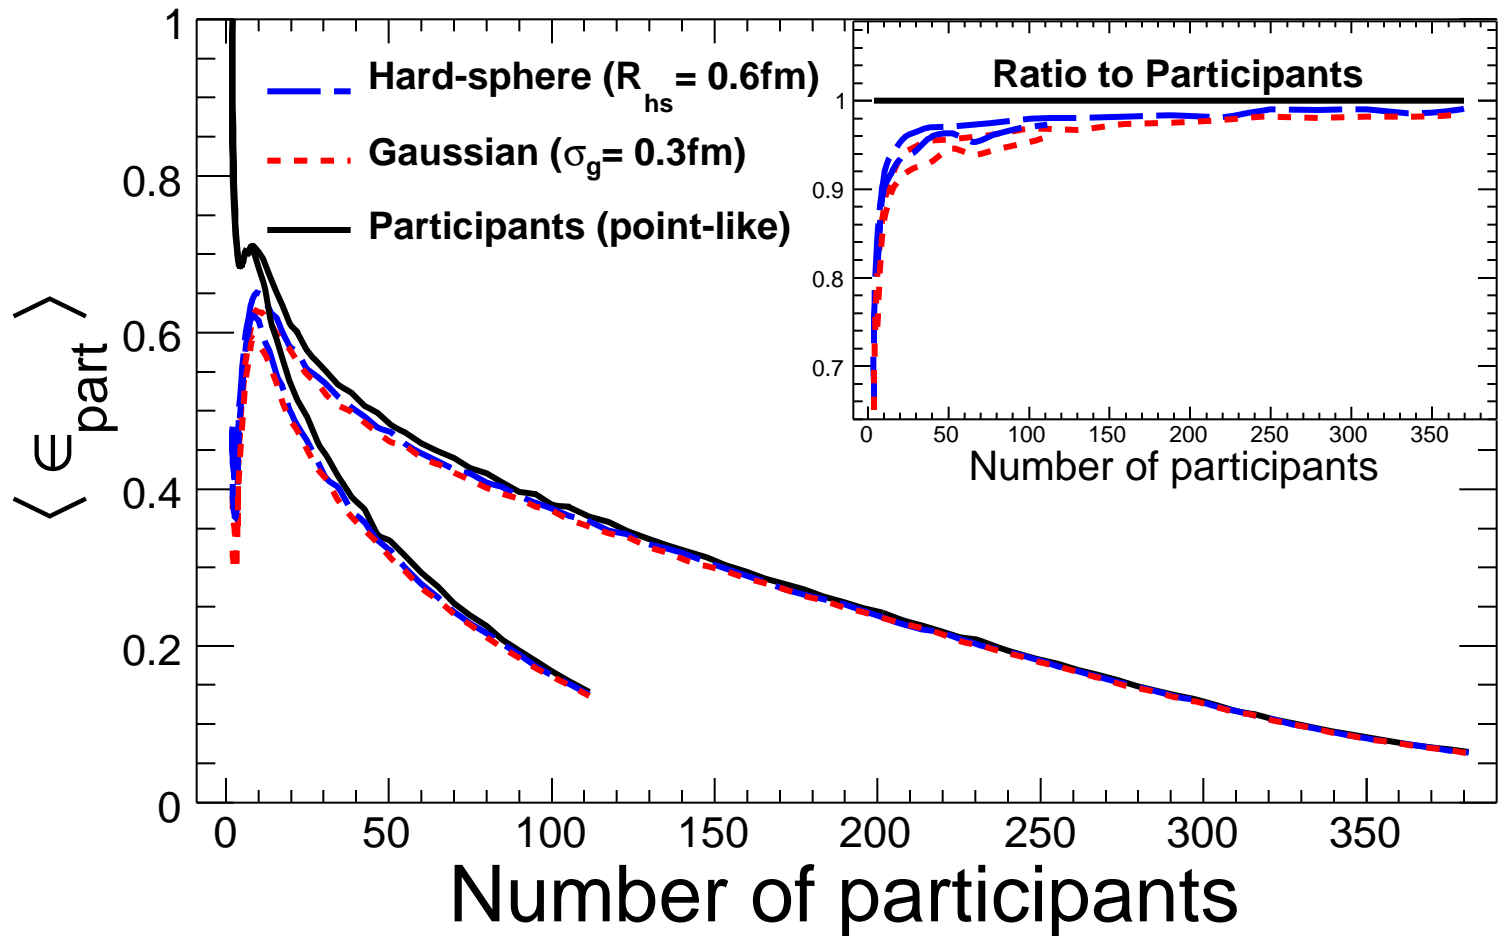 Hard-sphere (R_hs = 0.6fm)
Gaussian (σ_g = 0.3fm)
Participants (point-like)
⟨ ∈_part ⟩
1
0.8
0.6
0.4
0.2
0
0 50 100 150 200 250 300 350
Number of participants
Ratio to Participants
1
0.9
0.8
0.7
0 50 100 150 200 250 300 350
Number of participants